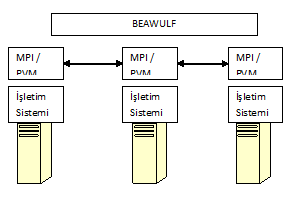 BEAWULF
MPI / PVM
MPI / PVM
MPI / PVM
İşletim Sistemi
İşletim Sistemi
İşletim Sistemi